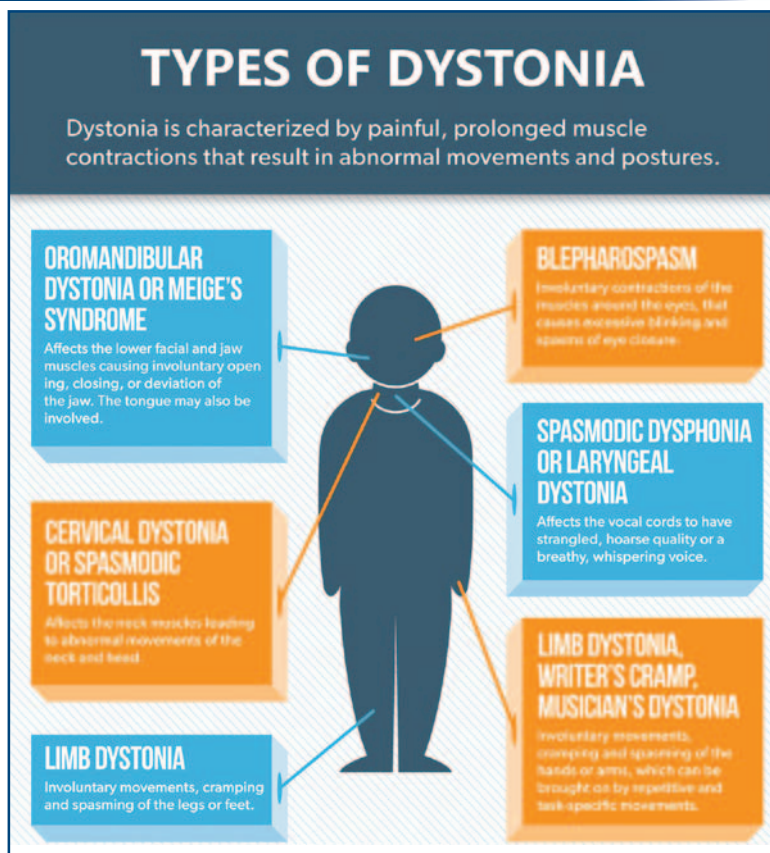 TYPES OF DYSTONIA
Dystonia is characterized by painful, prolonged muscle
contractions that result in abnormal movements and postures.
OROMANDIBULAR
DYSTONIA OR MEIGE'S
SYNDROME
Affects the lower facial and jaw
muscles causing involuntary open
ing, closing, or deviation of
the jaw. The tongue may also be
involved.
BLEPHAROSPASM
Involuntary contractions of the
muscles around the eyes, that
causes excessive blinking and
spasms of eye closure.
SPASMODIC DYSPHONIA
OR LARYNGEAL
DYSTONIA
Affects the vocal cords to have
strangled, hoarse quality or a
breathy, whispering voice.
CERVICAL DYSTONIA
OR SPASMODIC
TORTICOLLIS
Affects the neck muscles leading
to abnormal movements of the
neck and head.
LIMB DYSTONIA,
WRITER'S CRAMP,
MUSICIAN'S DYSTONIA
Involuntary movements,
cramping and spasming of the
hands or arms, which can be
brought on by repetitive and
task-specific movements.
LIMB DYSTONIA
Involuntary movements, cramping
and spasming of the legs or feet.